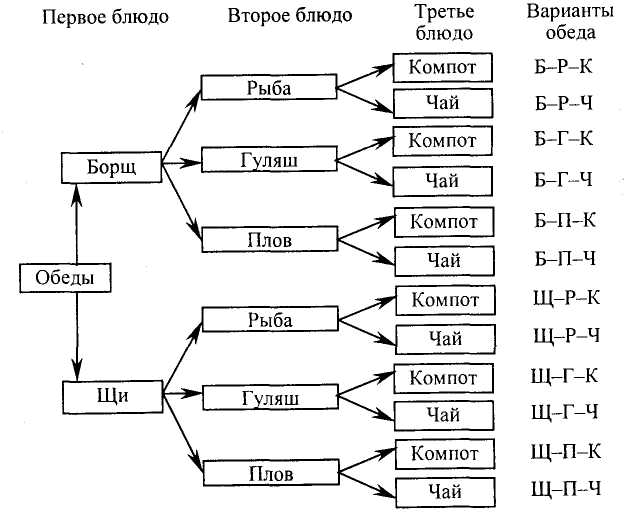 Первое блюдо Второе блюдо Третье блюдо Варианты обеда
Компот Б–Р–К
Рыба
Чай Б–Р–Ч
Компот Б–Г–К
Борщ Гуляш
Чай Б–Г–Ч
Компот Б–П–К
Плов
Чай Б–П–Ч
Обеды
Компот Щ–Р–К
Рыба
Чай Щ–Р–Ч
Компот Щ–Г–К
Щи Гуляш
Чай Щ–Г–Ч
Компот Щ–П–К
Плов
Чай Щ–П–Ч